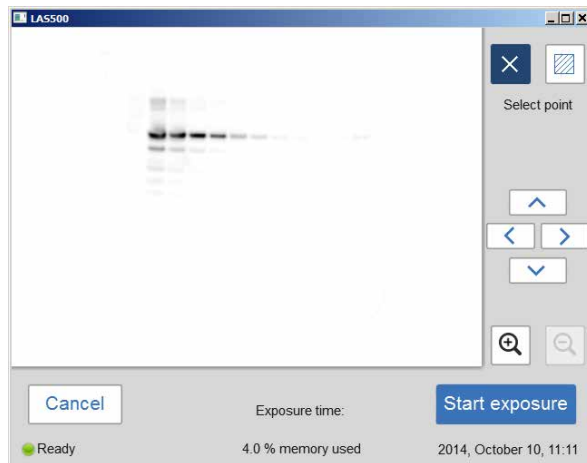 LAS500
Select point
Cancel
Exposure time:
Start exposure
Ready
4.0 % memory used
2014, October 10, 11:11